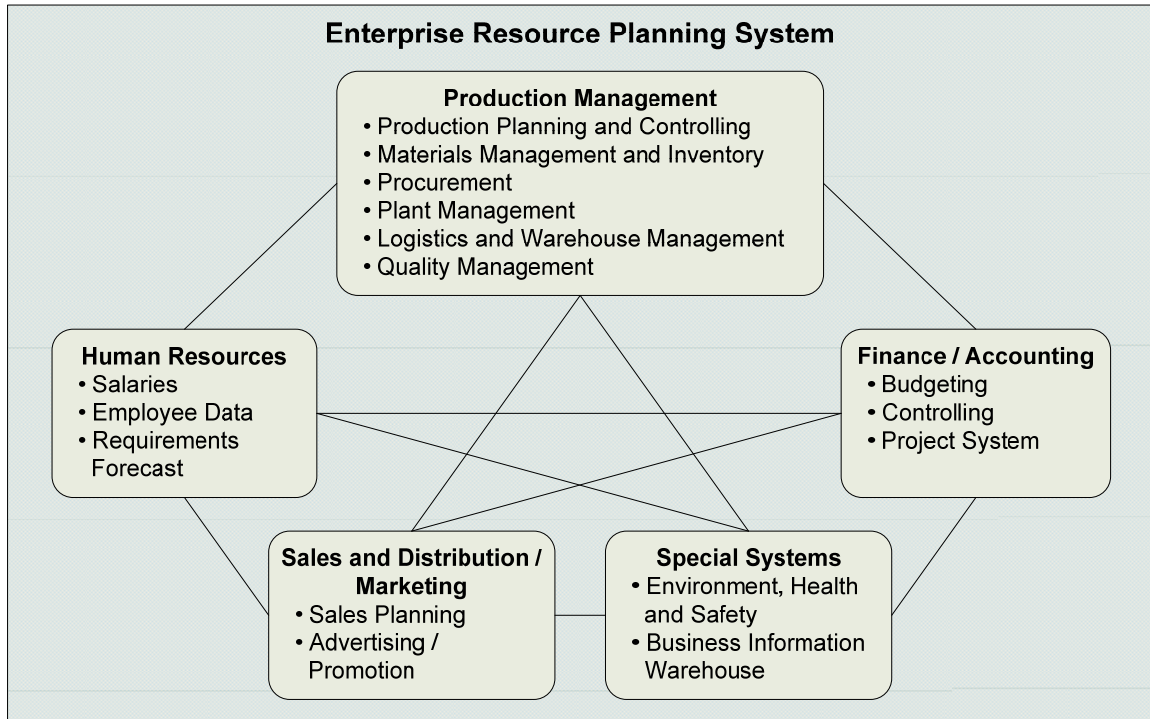 Enterprise Resource Planning System
Production Management
• Production Planning and Controlling
• Materials Management and Inventory
• Procurement
• Plant Management
• Logistics and Warehouse Management
• Quality Management
Human Resources
• Salaries
• Employee Data
• Requirements
Forecast
Finance / Accounting
• Budgeting
• Controlling
• Project System
Sales and Distribution /
Marketing
• Sales Planning
• Advertising /
Promotion
Special Systems
• Environment, Health
and Safety
• Business Information
Warehouse